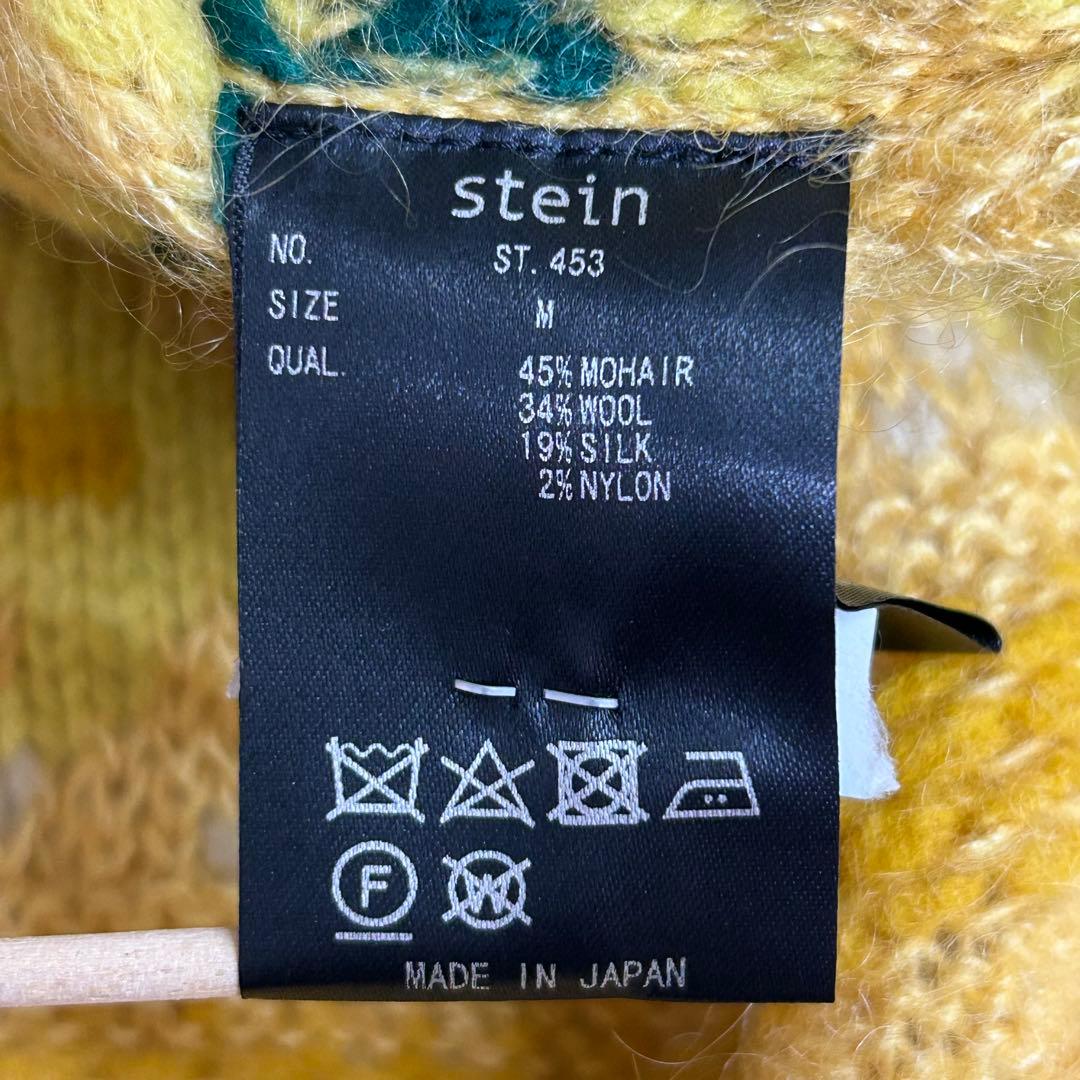 stein
NO. ST. 453
SIZE M
QUAL. 45% MOHAIR
34% WOOL
19% SILK
2% NYLON
F W
MADE IN JAPAN